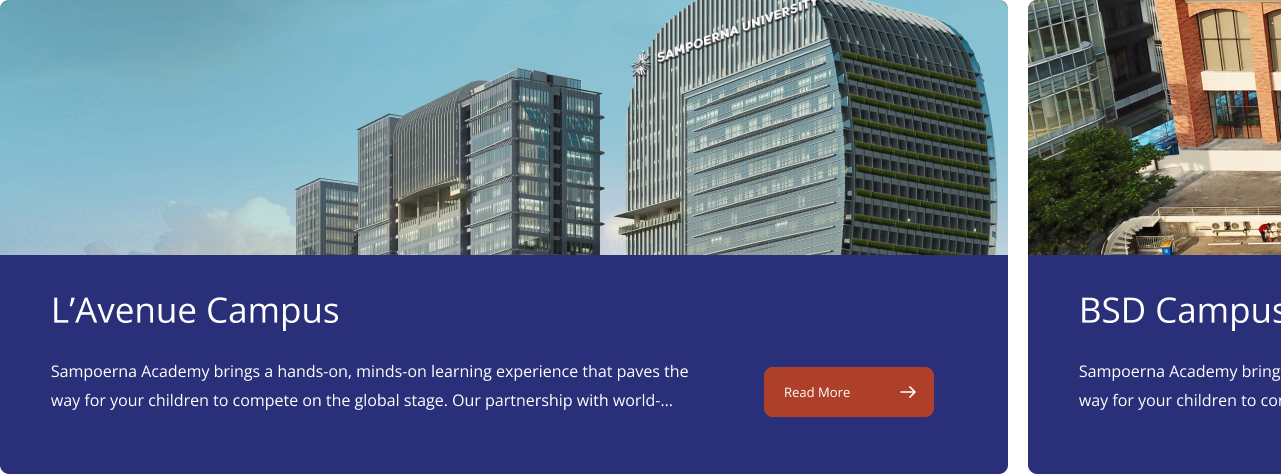 SAMPOERNA UNIVERSITY
L’Avenue Campus
Sampoerna Academy brings a hands-on, minds-on learning experience that paves the
way for your children to compete on the global stage. Our partnership with world-...
Read More
BSD Campus
Sampoerna Academy bring
way for your children to co